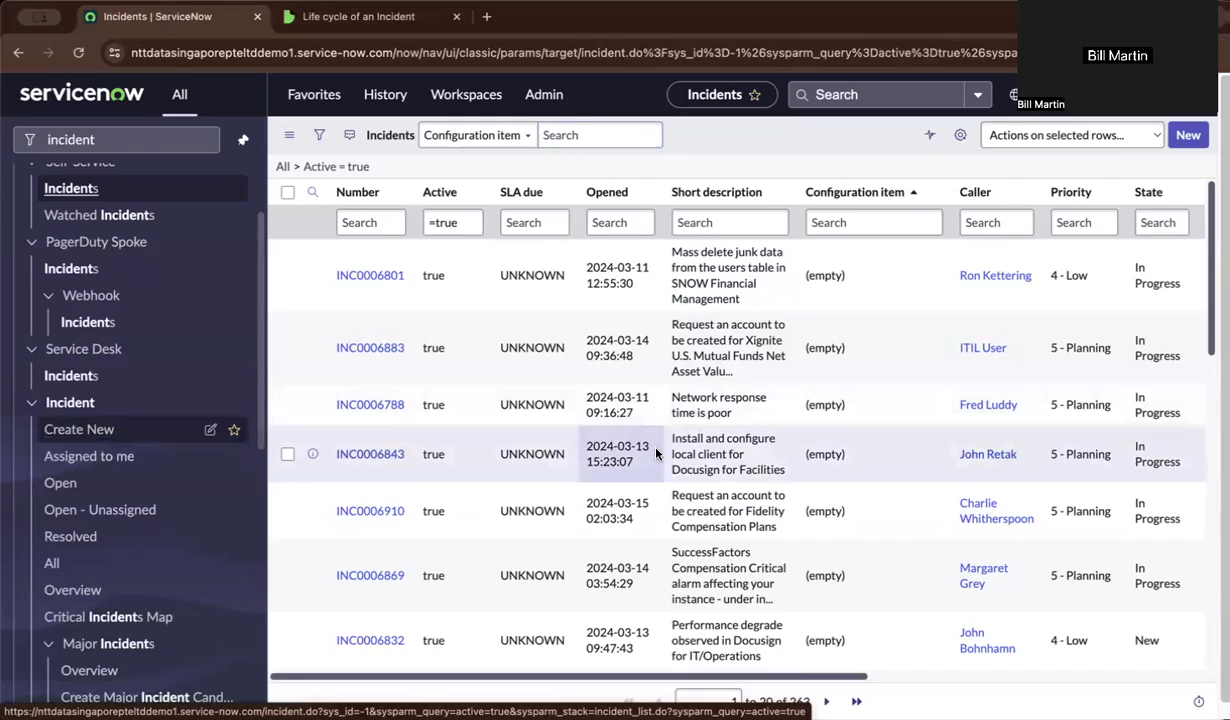 Incidents | ServiceNow
Life cycle of an Incident
nttdatasingaporepteltddemo1.service-now.com/now/nav/ui/classic/params/target/incident.do%3Fsys_id%3D-1%26sysparm_query%3Dactive%3Dtrue%26syspa
Bill Martin
Bill Martin
servicenow
All
Favorites
History
Workspaces
Admin
Incidents
Search
incident
Self-Service
Incidents
Watched Incidents
PagerDuty Spoke
Incidents
Webhook
Incidents
Service Desk
Incidents
Incident
Create New
Assigned to me
Open
Open - Unassigned
Resolved
All
Overview
Critical Incidents Map
Major Incidents
Overview
Create Major Incident Cand...
Incidents
Configuration item
Search
Actions on selected rows...
New
All > Active = true
Number Active SLA due Opened Short description Configuration item Caller Priority State
Search =true Search Search Search Search Search Search Search
INC0006801 true UNKNOWN 2024-03-11 12:55:30 Mass delete junk data from the users table in SNOW Financial Management (empty) Ron Kettering 4 - Low In Progress
INC0006883 true UNKNOWN 2024-03-14 09:36:48 Request an account to be created for Xignite U.S. Mutual Funds Net Asset Valu... (empty) ITIL User 5 - Planning In Progress
INC0006788 true UNKNOWN 2024-03-11 09:16:27 Network response time is poor (empty) Fred Luddy 5 - Planning In Progress
INC0006843 true UNKNOWN 2024-03-13 15:23:07 Install and configure local client for Docusign for Facilities (empty) John Retak 5 - Planning In Progress
INC0006910 true UNKNOWN 2024-03-15 02:03:34 Request an account to be created for Fidelity Compensation Plans (empty) Charlie Whitherspoon 5 - Planning In Progress
INC0006869 true UNKNOWN 2024-03-14 03:54:29 SuccessFactors Compensation Critical alarm affecting your instance - under in... (empty) Margaret Grey 5 - Planning In Progress
INC0006832 true UNKNOWN 2024-03-13 09:47:43 Performance degrade observed in Docusign for IT/Operations (empty) John Bohnhamn 4 - Low New
1 to 20 of 263
https://nttdatasingaporepteltddemo1.service-now.com/incident.do?sys_id=-1&sysparm_query=active=true&sysparm_stack=incident_list.do?sysparm_query=active=true